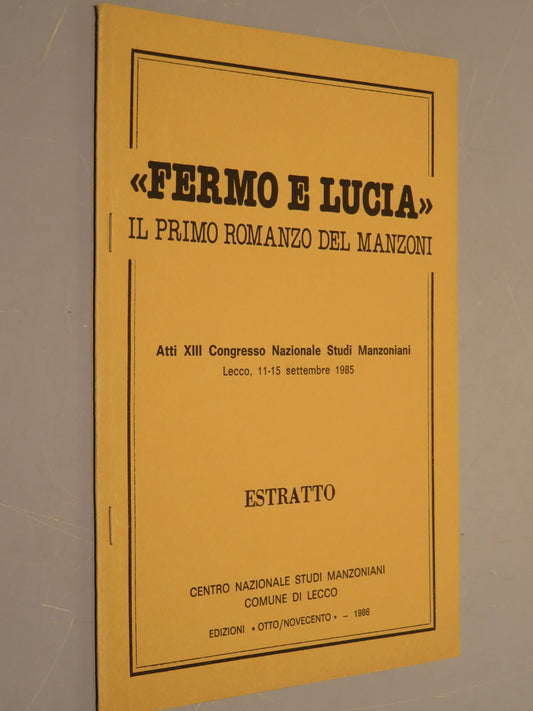 «FERMO E LUCIA»
IL PRIMO ROMANZO DEL MANZONI
Atti XIII Congresso Nazionale Studi Manzoniani
Lecco, 11-15 settembre 1985
ESTRATTO
CENTRO NAZIONALE STUDI MANZONIANI
COMUNE DI LECCO
EDIZIONI « OTTO/NOVECENTO » - 1986